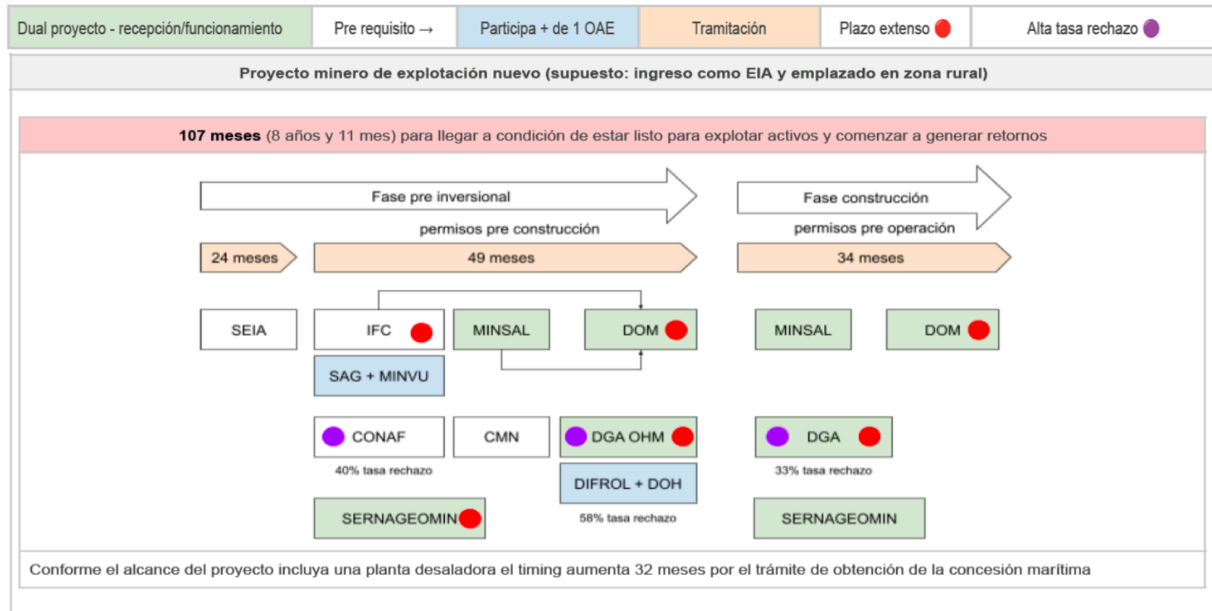 Dual proyecto - recepción/funcionamiento
Pre requisito →
Participa + de 1 OAE
Tramitación
Plazo extenso
Alta tasa rechazo
Proyecto minero de explotación nuevo (supuesto: ingreso como EIA y emplazado en zona rural)
107 meses (8 años y 11 mes) para llegar a condición de estar listo para explotar activos y comenzar a generar retornos
Fase pre inversional
Fase construcción
permisos pre construcción
permisos pre operación
24 meses
49 meses
34 meses
SEIA
IFC
MINSAL
DOM
MINSAL
DOM
SAG + MINVU
CONAF
CMN
DGA OHM
DGA
40% tasa rechazo
33% tasa rechazo
DIFROL + DOH
SERNAGEOMIN
58% tasa rechazo
SERNAGEOMIN
Conforme el alcance del proyecto incluya una planta desaladora el timing aumenta 32 meses por el trámite de obtención de la concesión marítima